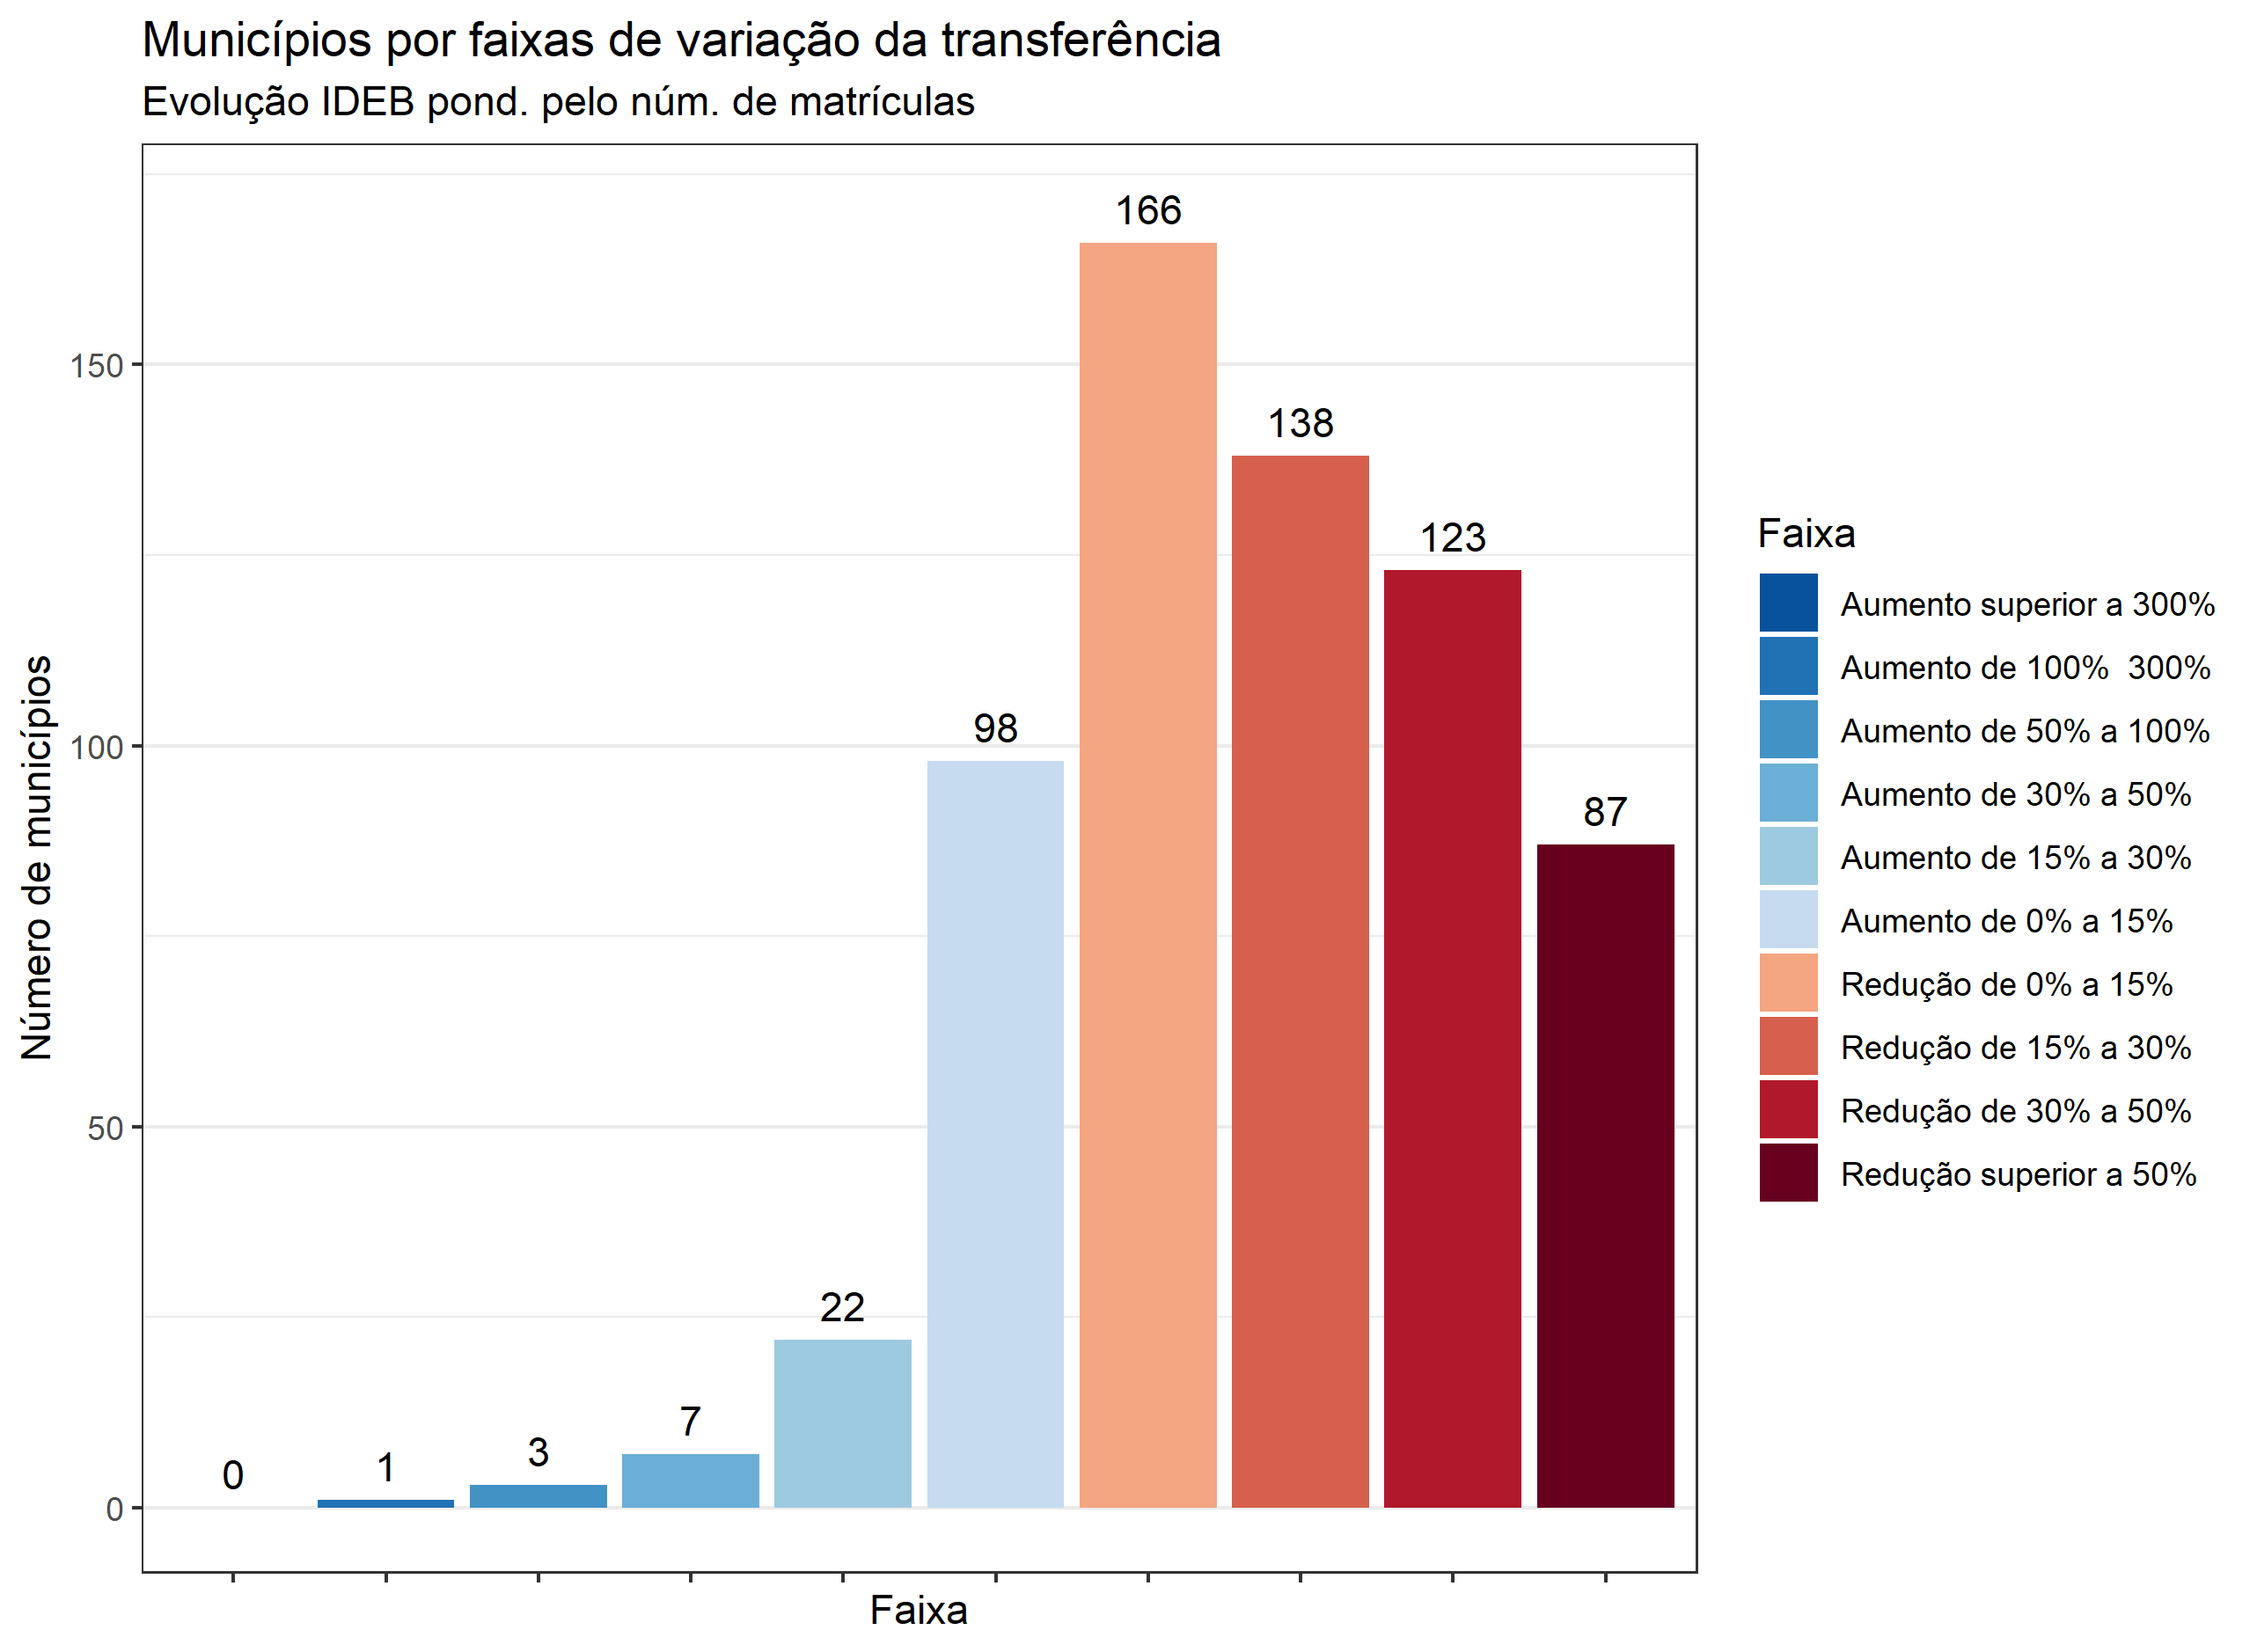 Municípios por faixas de variação da transferência
Evolução IDEB pond. pelo núm. de matrículas
Número de municípios
150
100
50
0
0
1
3
7
22
98
166
138
123
87
Faixa
Faixa
Aumento superior a 300%
Aumento de 100%  300%
Aumento de 50% a 100%
Aumento de 30% a 50%
Aumento de 15% a 30%
Aumento de 0% a 15%
Redução de 0% a 15%
Redução de 15% a 30%
Redução de 30% a 50%
Redução superior a 50%